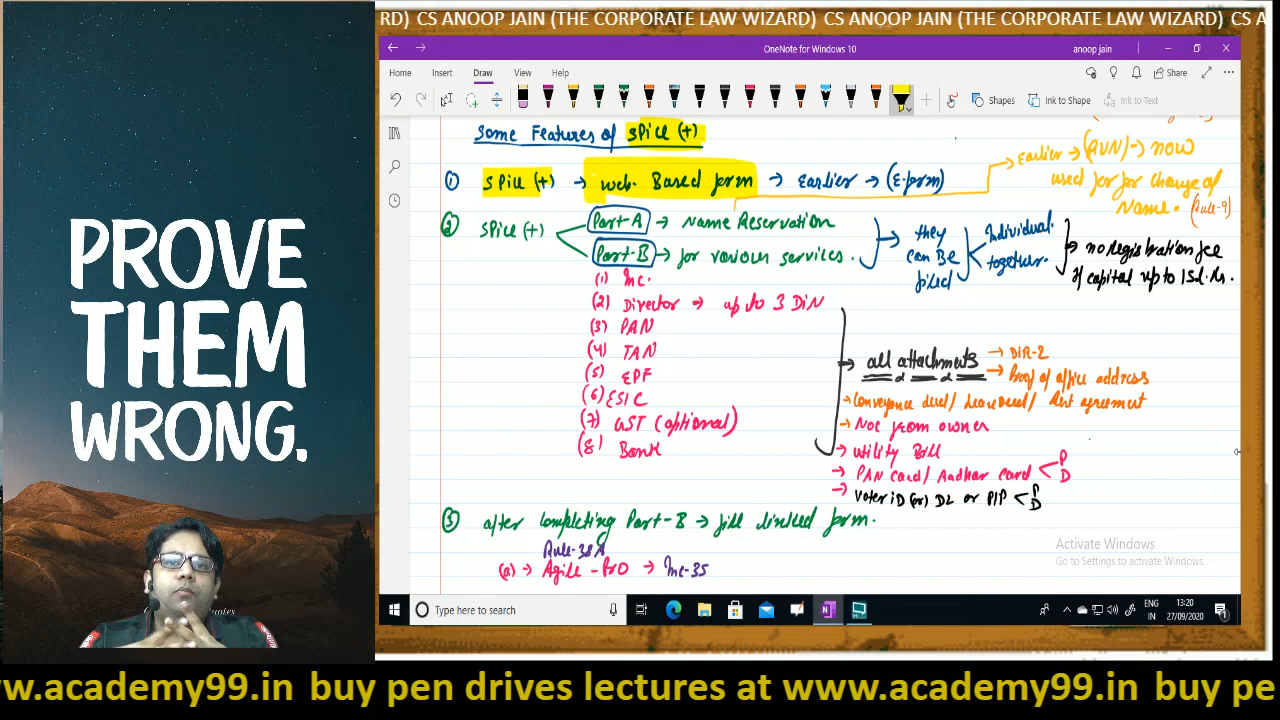 RD) CS ANOOP JAIN (THE CORPORATE LAW WIZARD) CS ANOOP JAIN (THE CORPORATE LAW WIZARD) CS A
OneNote for Windows 10
anoop jain
Home Insert Draw View Help
Share
Shapes
Ink to Shape
Ink to Text
PROVE
THEM
WRONG.
Some Features of SPice (+)
① SPice (+) → web. Based form → Earlier → (E-form)
Earlier → (RUN) → now
used for for change of
Name. (Rule-9)
② SPice (+)
Part-A → Name Reservation
Part-B → for various services.
they
can be
filed
Individual.
together.
no Registration fee
if capital up to 15L. Rs.
(1) Inc.
(2) Director → up to 3 DIN
(3) PAN
(4) TAN
(5) EPF
(6) ESIC
(7) GST (optional)
(8) Bank
→ all attachments
→ DIR-2
→ Proof of office address
→ Conveyance deed/ Lease deed/ Rent agreement
→ Noc from owner
→ utility Bill
→ PAN card/ Aadhar card < P
D
→ Voter ID (or) DL or P/P < P
D
③ after completing Part-B → fill linked form.
Rule-38A
(a) → Agile - PrO → Inc-35
Activate Windows
Go to Settings to activate Windows.
Type here to search
ENG
IN
13:20
27/09/2020
ww.academy99.in buy pen drives lectures at www.academy99.in buy pe